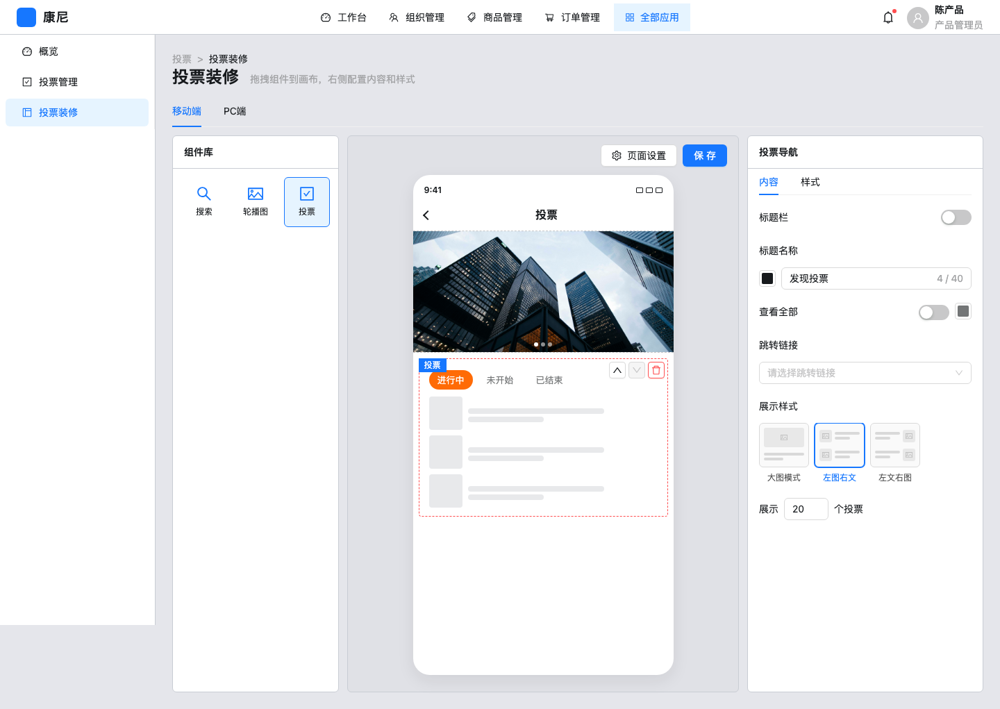 康尼
工作台
组织管理
商品管理
订单管理
全部应用
陈产品
产品管理员
概览
投票管理
投票装修
投票 > 投票装修
投票装修 拖拽组件到画布，右侧配置内容和样式
移动端 PC端
组件库
搜索 轮播图 投票
页面设置 保 存
9:41
投票
投票
进行中 未开始 已结束
投票导航
内容 样式
标题栏
标题名称
发现投票 4 / 40
查看全部
跳转链接
请选择跳转链接
展示样式
大图模式 左图右文 左文右图
展示 20 个投票